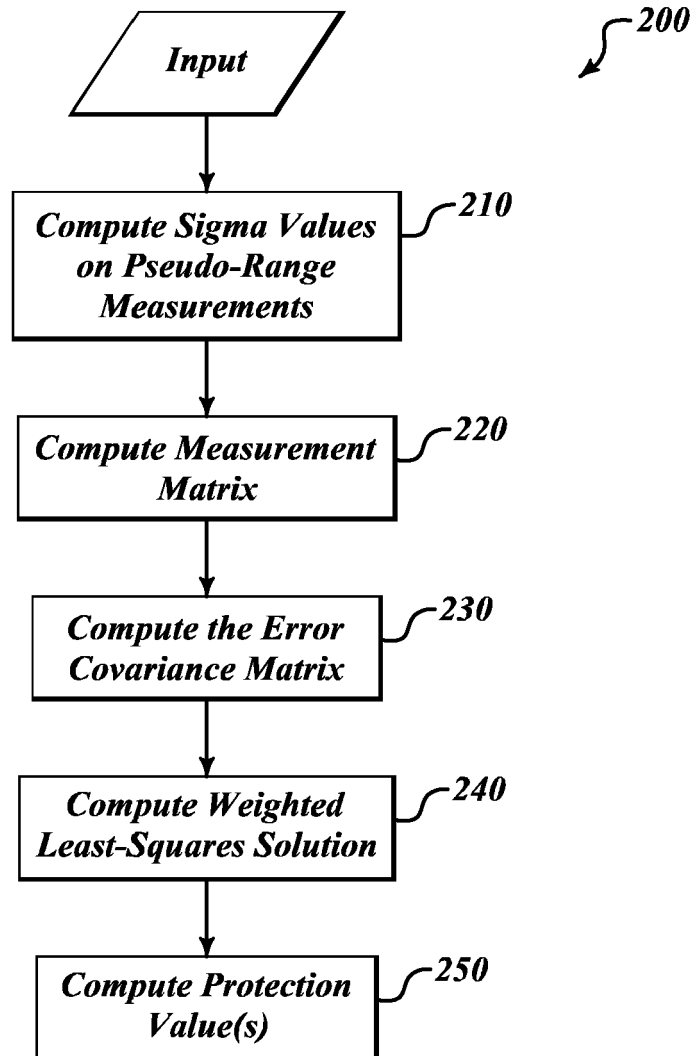 Input
200
Compute Sigma Values
on Pseudo-Range
Measurements
210
Compute Measurement
Matrix
220
Compute the Error
Covariance Matrix
230
Compute Weighted
Least-Squares Solution
240
Compute Protection
Value(s)
250